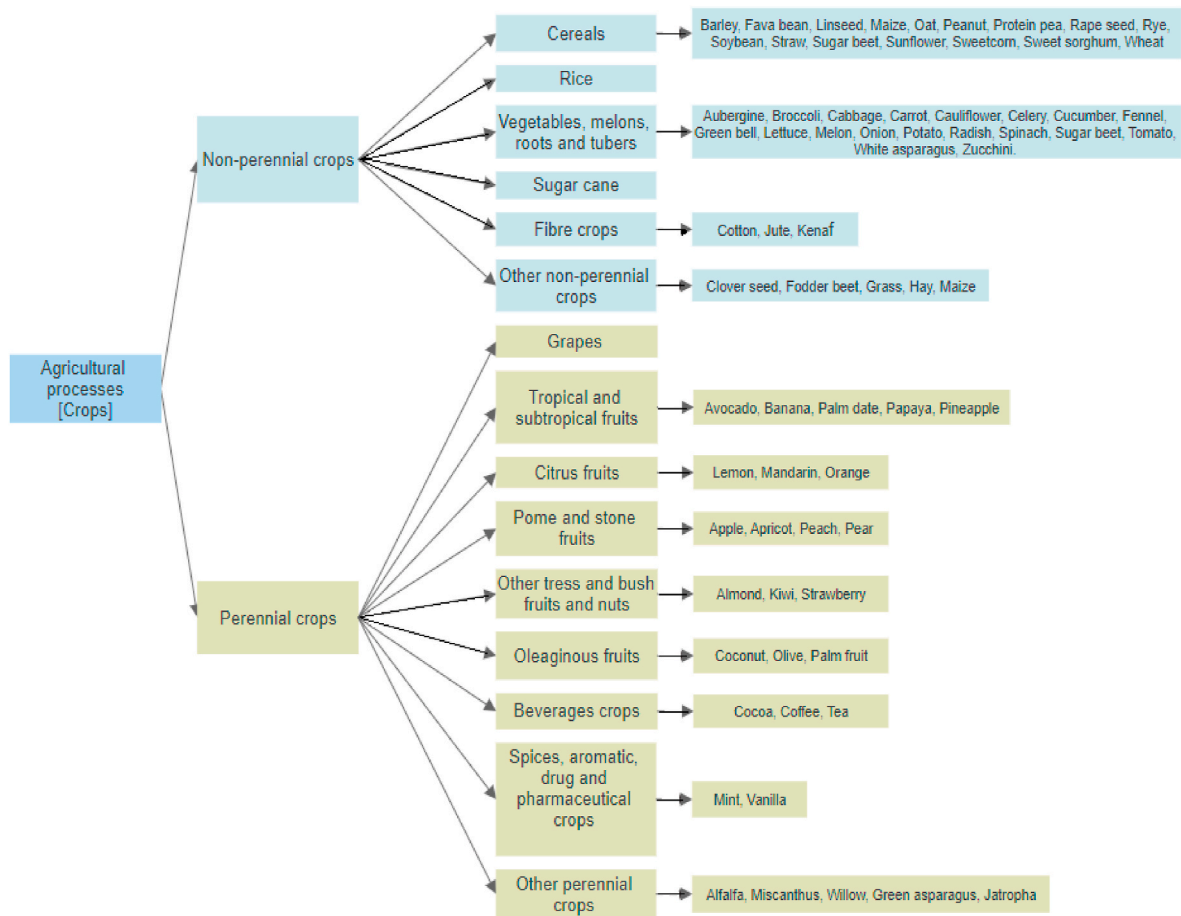 Agricultural
processes
[Crops]
Non-perennial crops
Cereals
Barley, Fava bean, Linseed, Maize, Oat, Peanut, Protein pea, Rape seed, Rye,
Soybean, Straw, Sugar beet, Sunflower, Sweetcorn, Sweet sorghum, Wheat
Rice
Vegetables, melons,
roots and tubers
Aubergine, Broccoli, Cabbage, Carrot, Cauliflower, Celery, Cucumber, Fennel,
Green bell, Lettuce, Melon, Onion, Potato, Radish, Spinach, Sugar beet, Tomato,
White asparagus, Zucchini.
Sugar cane
Fibre crops
Cotton, Jute, Kenaf
Other non-perennial
crops
Clover seed, Fodder beet, Grass, Hay, Maize
Perennial crops
Grapes
Tropical and
subtropical fruits
Avocado, Banana, Palm date, Papaya, Pineapple
Citrus fruits
Lemon, Mandarin, Orange
Pome and stone
fruits
Apple, Apricot, Peach, Pear
Other tress and bush
fruits and nuts
Almond, Kiwi, Strawberry
Oleaginous fruits
Coconut, Olive, Palm fruit
Beverages crops
Cocoa, Coffee, Tea
Spices, aromatic,
drug and
pharmaceutical
crops
Mint, Vanilla
Other perennial
crops
Alfalfa, Miscanthus, Willow, Green asparagus, Jatropha